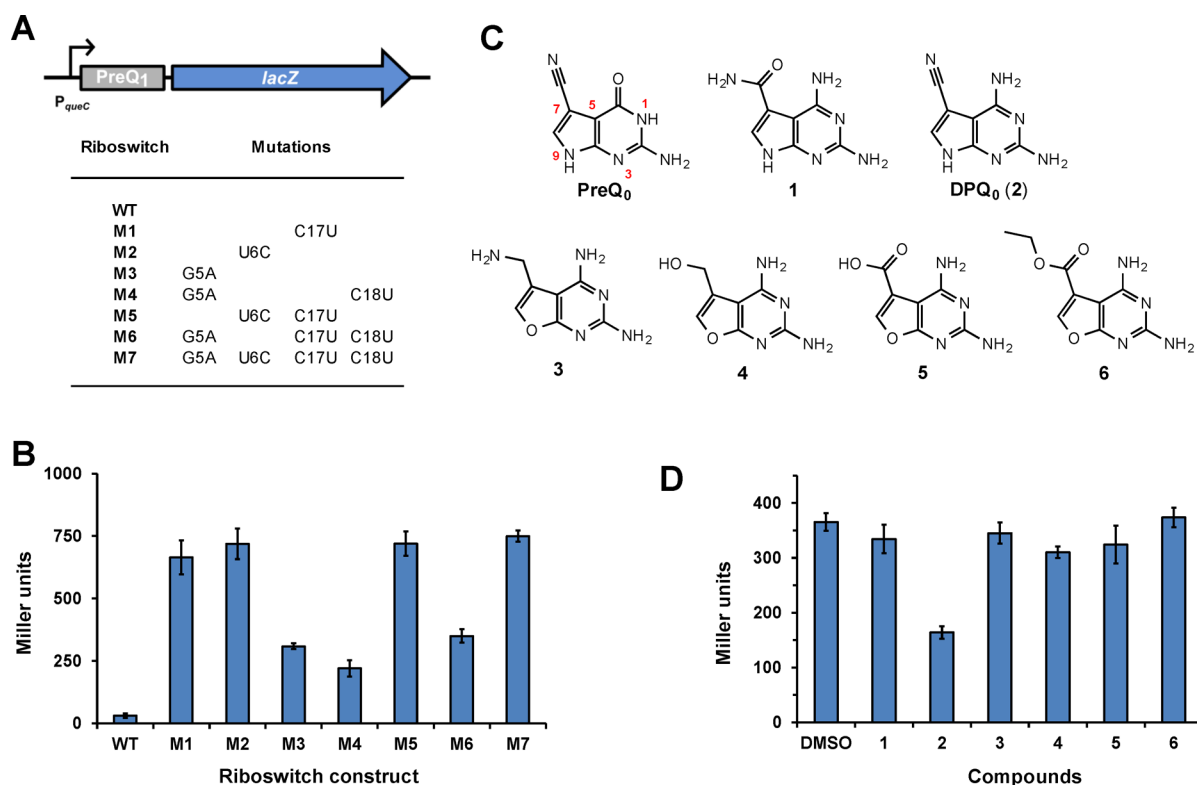 A
PreQ1
lacZ
PqueC
Riboswitch Mutations
WT
M1 C17U
M2 U6C
M3 G5A
M4 G5A C18U
M5 U6C C17U
M6 G5A C17U C18U
M7 G5A U6C C17U C18U
B
Miller units
1000
750
500
250
0
WT M1 M2 M3 M4 M5 M6 M7
Riboswitch construct
C
N
O
7 5 1
NH
9 N
H
N
3
NH2
PreQ0
H2N
O
NH2
N
N
H
N
NH2
1
N
NH2
N
N
H
N
NH2
DPQ0 (2)
H2N
NH2
N
O
N
NH2
3
HO
NH2
N
O
N
NH2
4
HO
O
NH2
N
O
N
NH2
5
O
O
NH2
N
O
N
NH2
6
D
Miller units
400
300
200
100
0
DMSO 1 2 3 4 5 6
Compounds